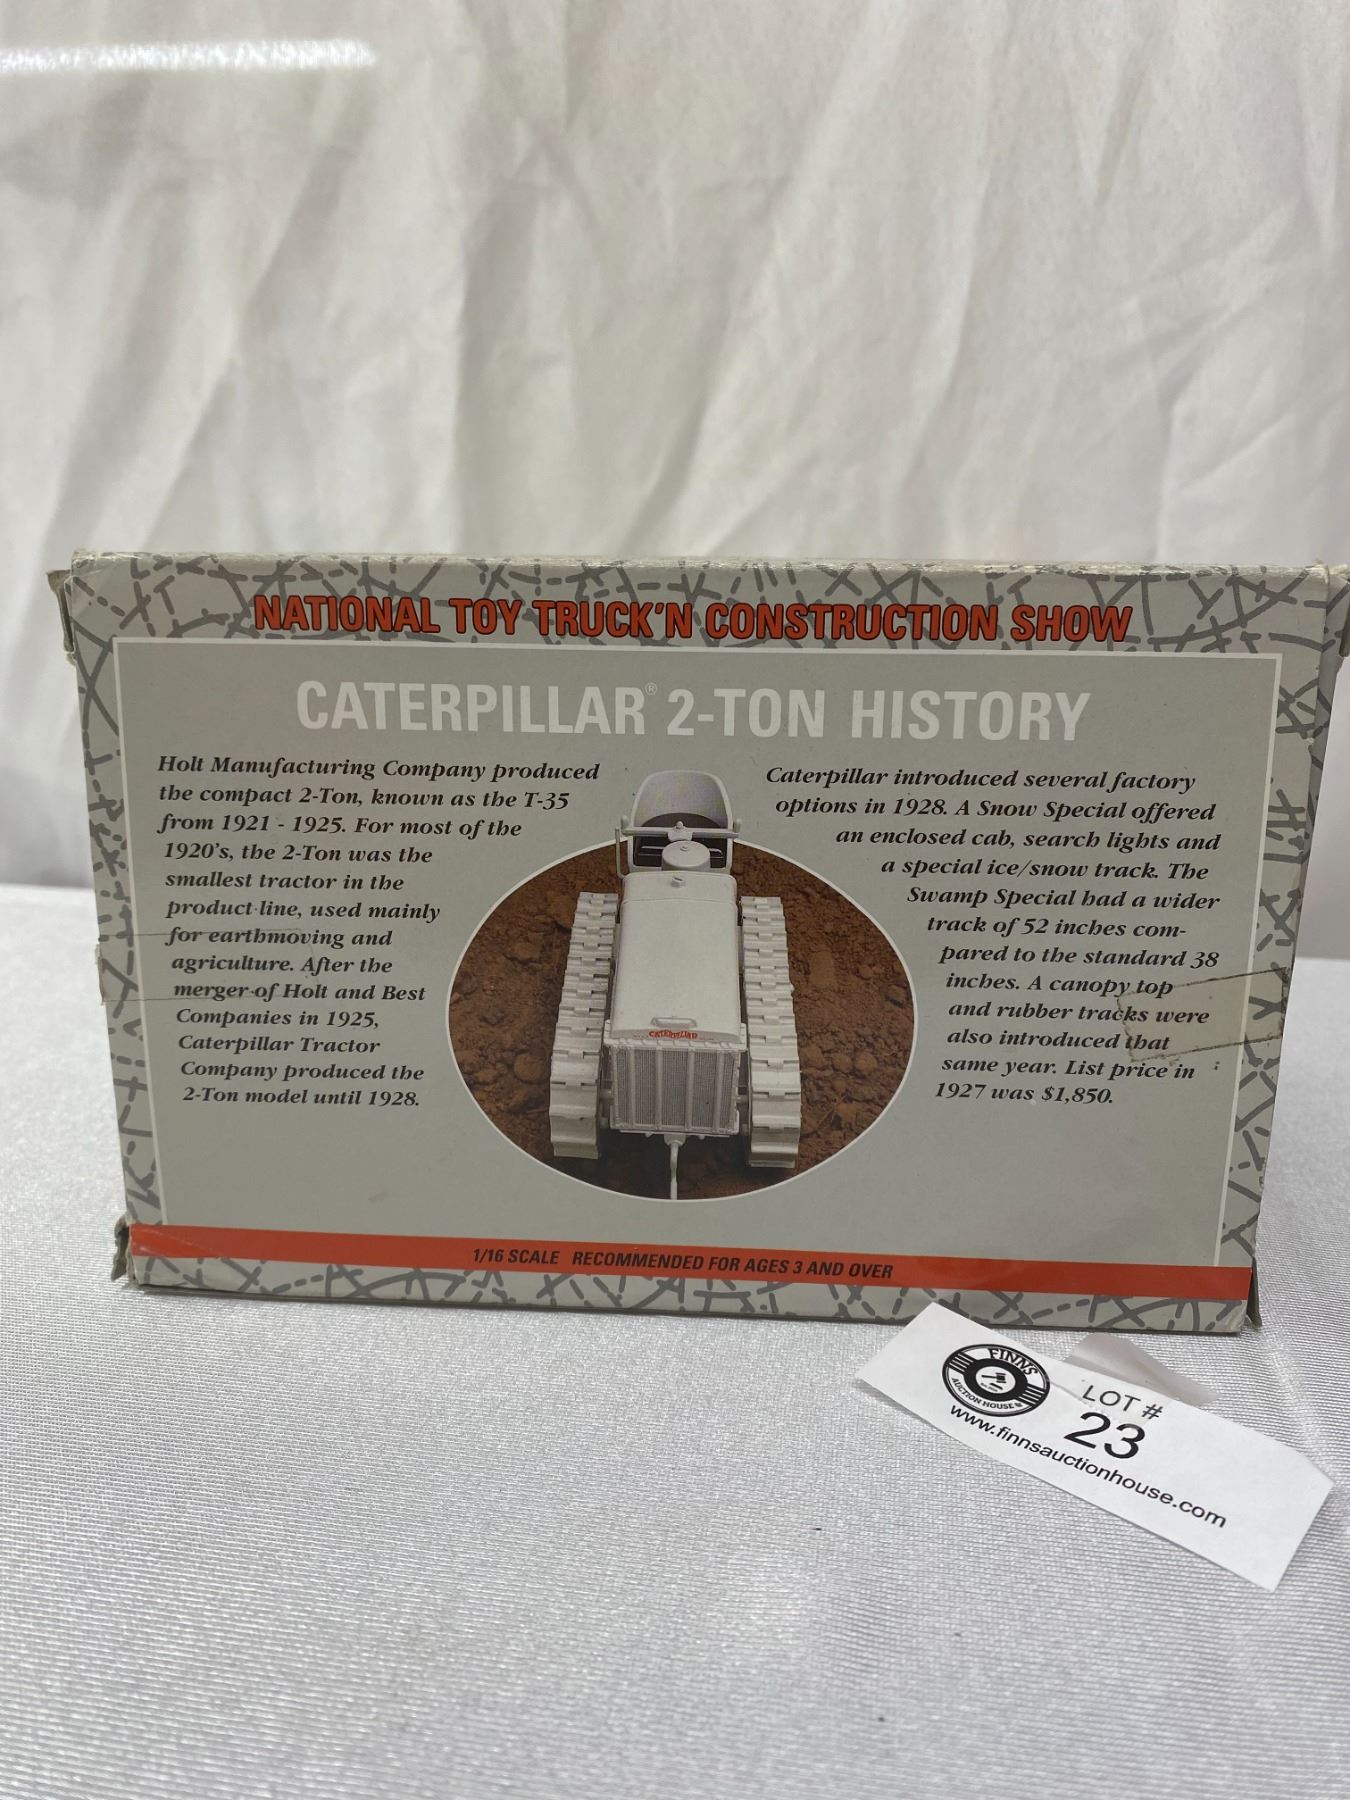 NATIONAL TOY TRUCK'N CONSTRUCTION SHOW
CATERPILLAR® 2-TON HISTORY
Holt Manufacturing Company produced
the compact 2-Ton, known as the T-35
from 1921 - 1925. For most of the
1920's, the 2-Ton was the
smallest tractor in the
product line, used mainly
for earthmoving and
agriculture. After the
merger of Holt and Best
Companies in 1925,
Caterpillar Tractor
Company produced the
2-Ton model until 1928.
Caterpillar introduced several factory
options in 1928. A Snow Special offered
an enclosed cab, search lights and
a special ice/snow track. The
Swamp Special had a wider
track of 52 inches com-
pared to the standard 38
inches. A canopy top
and rubber tracks were
also introduced that
same year. List price in
1927 was $1,850.
CATERPILLAR
1/16 SCALE RECOMMENDED FOR AGES 3 AND OVER
FINNS
AUCTION HOUSE
LOT #
23
www.finnsauctionhouse.com